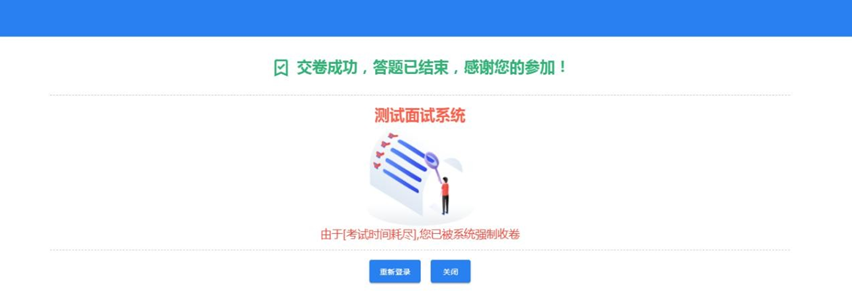 交卷成功，答题已结束，感谢您的参加！
测试面试系统
由于[考试时间耗尽],您已被系统强制收卷
重新登录
关闭